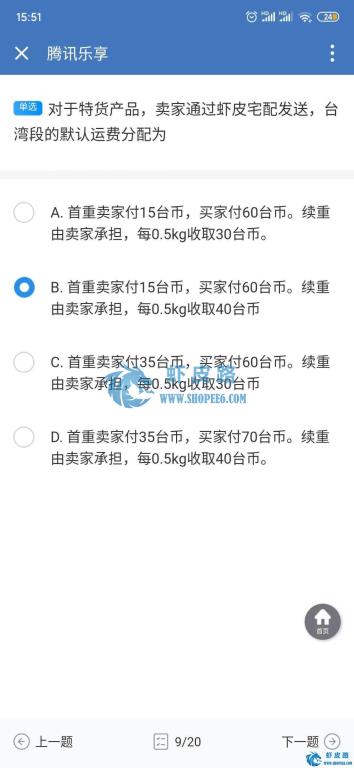 15:51
24
腾讯乐享
单选 对于特货产品，卖家通过虾皮宅配发送，台
湾段的默认运费分配为
A. 首重卖家付15台币，买家付60台币。续重
由卖家承担，每0.5kg收取30台币。
B. 首重卖家付15台币，买家付60台币。续重
由卖家承担，每0.5kg收取40台币
C. 首重卖家付35台币，买家付60台币。续重
由卖家承担，每0.5kg收取30台币
D. 首重卖家付35台币，买家付70台币。续重
由卖家承担，每0.5kg收取40台币。
虾皮路
WWW.SHOPEE6.COM
首页
上一题
9/20
下一题
虾皮路
www.shopee6.com